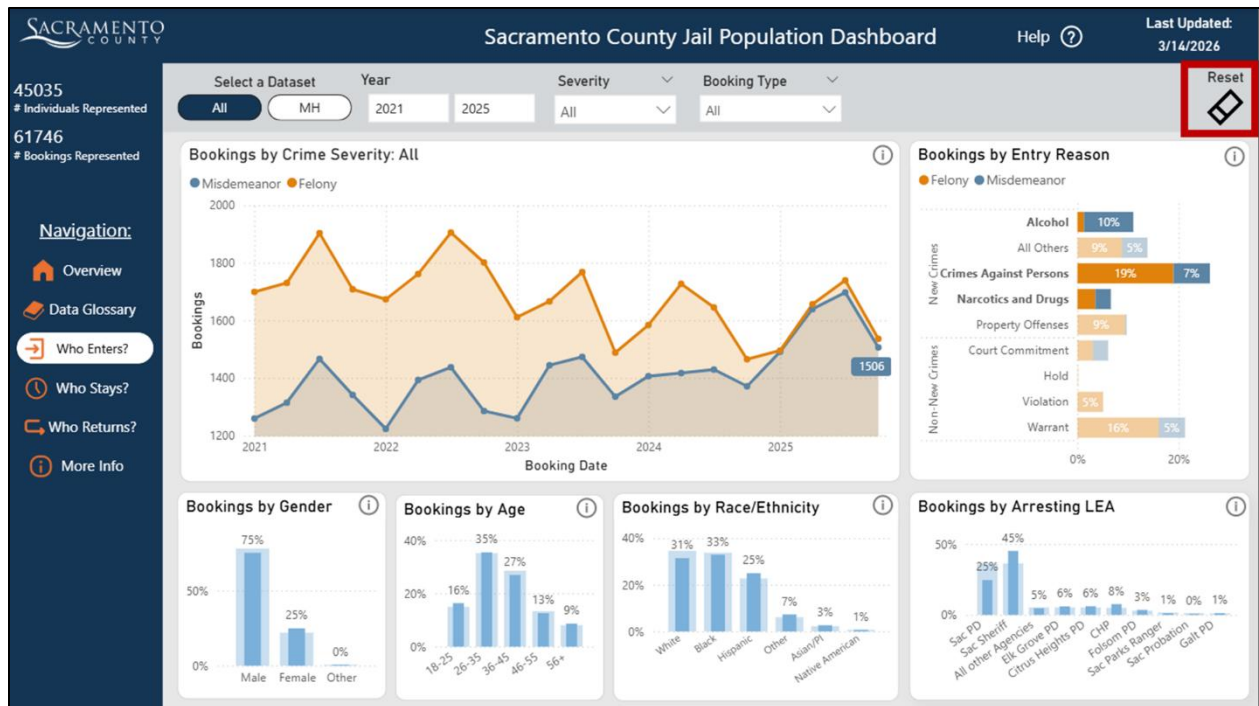 SACRAMENTO
COUNTY
Sacramento County Jail Population Dashboard
Help ?
Last Updated:
3/14/2026
45035
# Individuals Represented
61746
# Bookings Represented
Navigation:
Overview
Data Glossary
Who Enters?
Who Stays?
Who Returns?
More Info
Select a Dataset
All
MH
Year
2021
2025
Severity
All
Booking Type
All
Reset
Bookings by Crime Severity: All
Misdemeanor Felony
2000
1800
1600
1400
1200
Bookings
1506
2021
2022
2023
2024
2025
Booking Date
Bookings by Entry Reason
Felony Misdemeanor
New Crimes
Alcohol 10%
All Others 9% 5%
Crimes Against Persons 19% 7%
Narcotics and Drugs
Property Offenses 9%
Non-New Crimes
Court Commitment
Hold
Violation 5%
Warrant 16% 5%
0% 20%
Bookings by Gender
75%
25%
0%
50%
0%
Male Female Other
Bookings by Age
40%
20%
0%
16%
35%
27%
13%
9%
18-25 26-35 36-45 46-55 56+
Bookings by Race/Ethnicity
40%
20%
0%
31%
33%
25%
7%
3%
1%
White Black Hispanic Other Asian/PI Native American
Bookings by Arresting LEA
50%
0%
25%
45%
5%
6%
6%
8%
3%
1%
0%
1%
Sac PD
Sac Sheriff
All other Agencies
Elk Grove PD
Citrus Heights PD
CHP
Folsom PD
Sac Parks Ranger
Sac Probation
Galt PD